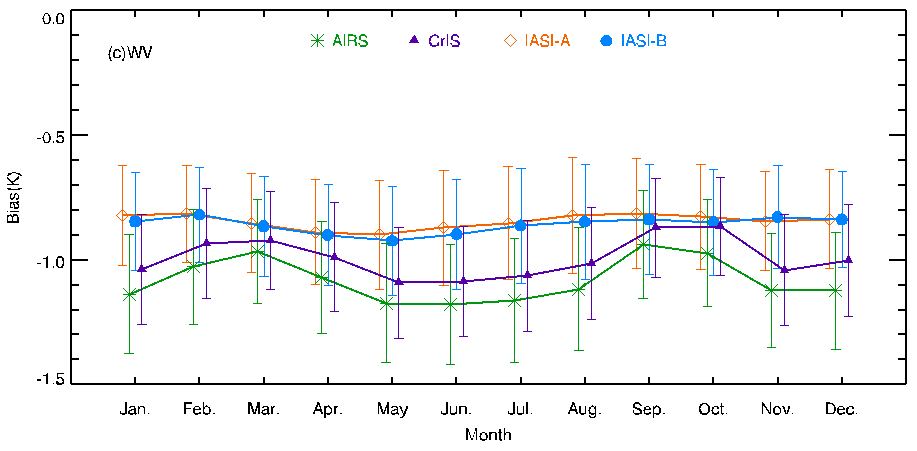 0.0
(c)WV
AIRS CrIS IASI-A IASI-B
-0.5
Bias(K)
-1.0
-1.5
Jan. Feb. Mar. Apr. May Jun. Jul. Aug. Sep. Oct. Nov. Dec.
Month